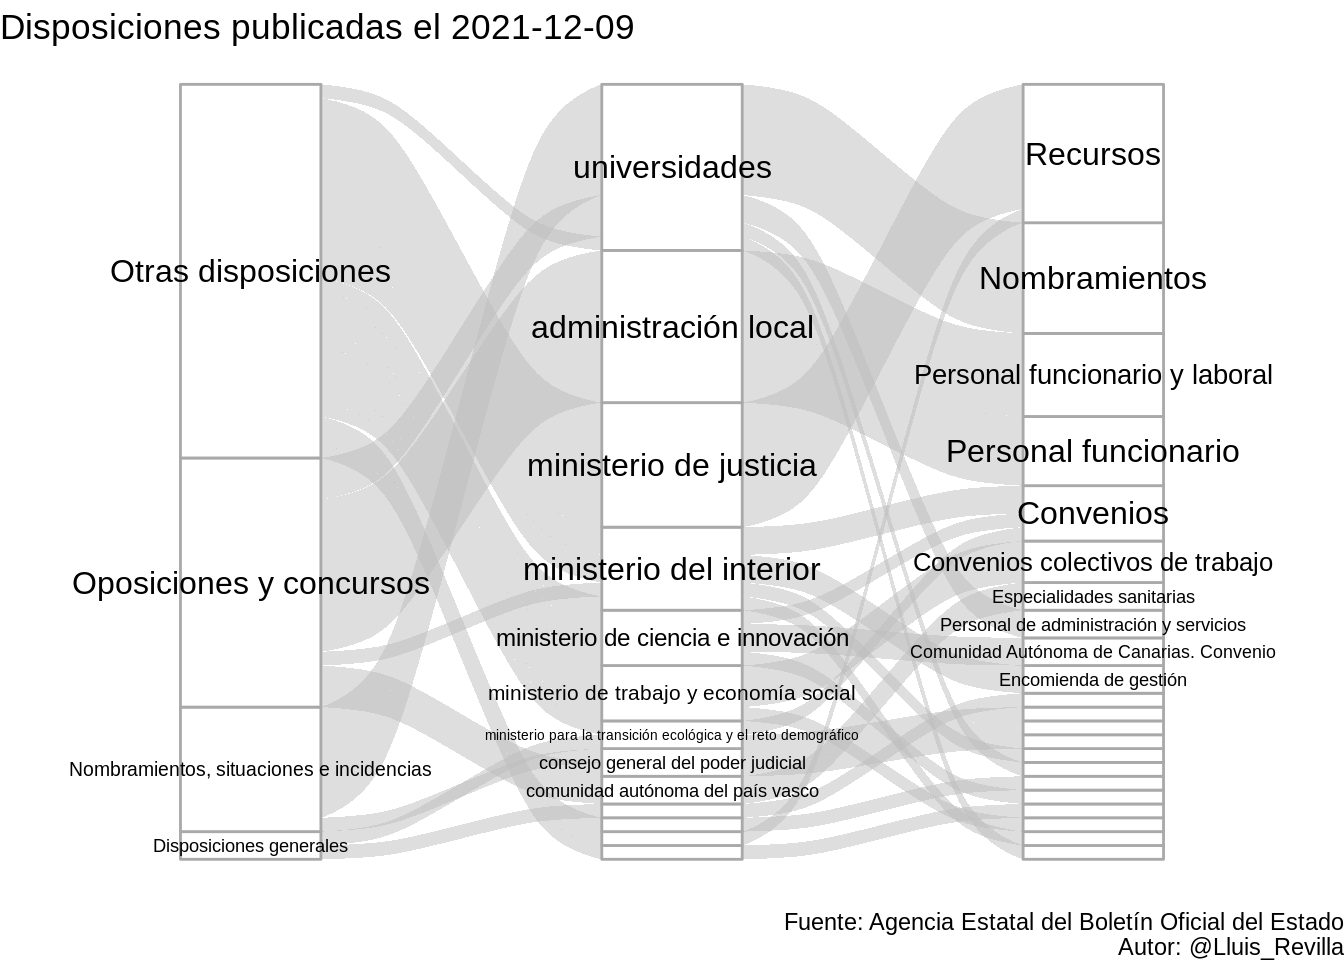 Disposiciones publicadas el 2021-12-09
Otras disposiciones
Oposiciones y concursos
Nombramientos, situaciones e incidencias
Disposiciones generales
universidades
administración local
ministerio de justicia
ministerio del interior
ministerio de ciencia e innovación
ministerio de trabajo y economía social
ministerio para la transición ecológica y el reto demográfico
consejo general del poder judicial
comunidad autónoma del país vasco
Recursos
Nombramientos
Personal funcionario y laboral
Personal funcionario
Convenios
Convenios colectivos de trabajo
Especialidades sanitarias
Personal de administración y servicios
Comunidad Autónoma de Canarias. Convenio
Encomienda de gestión
Fuente: Agencia Estatal del Boletín Oficial del Estado
Autor: @Lluis_Revilla